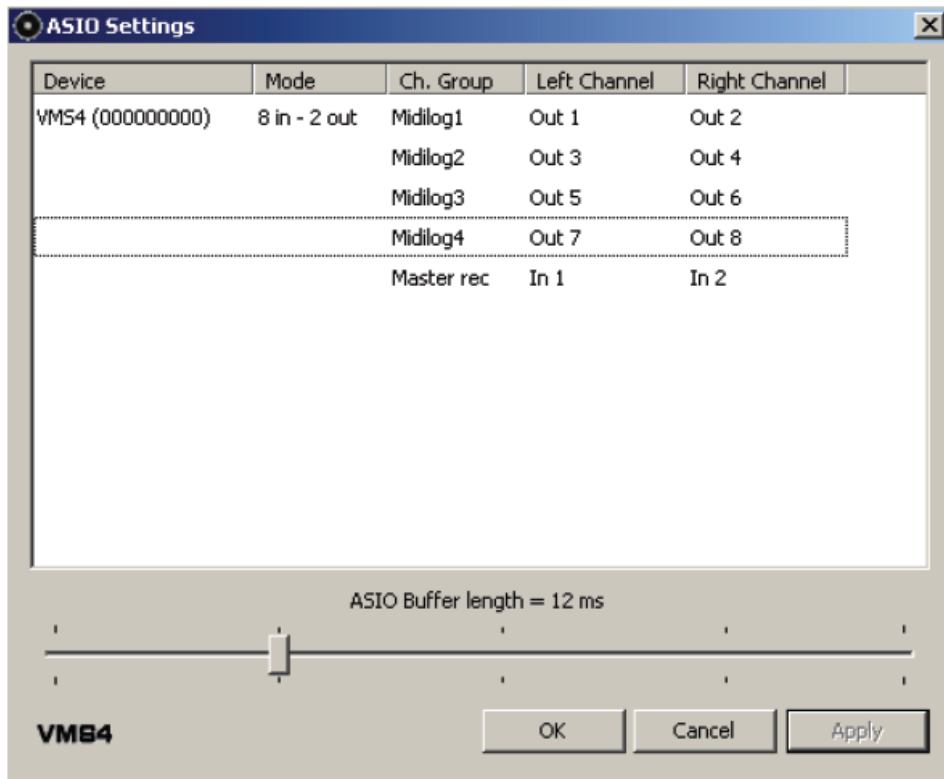 ASIO Settings
Device Mode Ch. Group Left Channel Right Channel
VMS4 (000000000) 8 in - 2 out Midilog1 Out 1 Out 2
Midilog2 Out 3 Out 4
Midilog3 Out 5 Out 6
Midilog4 Out 7 Out 8
Master rec In 1 In 2
ASIO Buffer length = 12 ms
VMS4 OK Cancel Apply